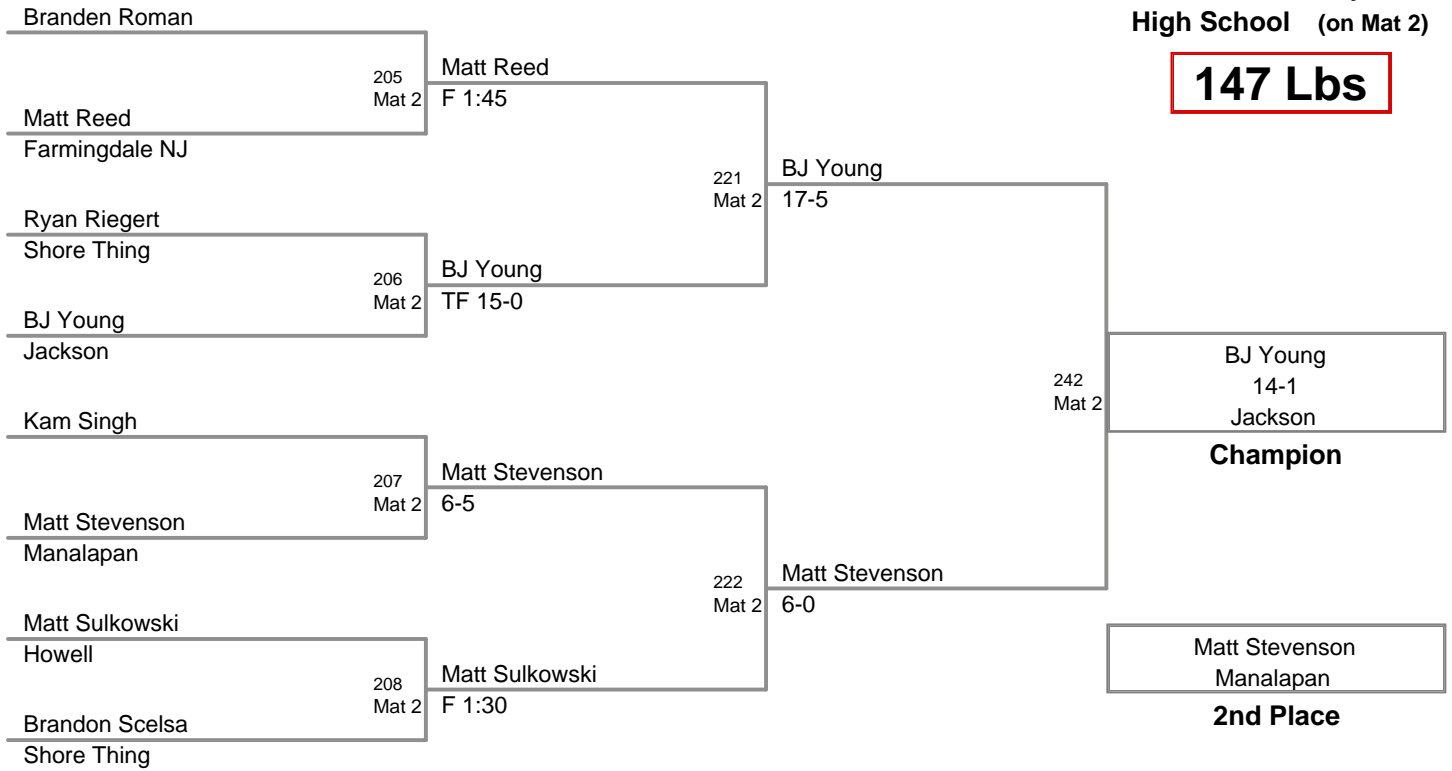 Branden Roman
High School (on Mat 2)
147 Lbs
205
Mat 2
Matt Reed
F 1:45
Matt Reed
Farmingdale NJ
221
Mat 2
BJ Young
17-5
Ryan Riegert
Shore Thing
206
Mat 2
BJ Young
TF 15-0
BJ Young
Jackson
242
Mat 2
BJ Young
14-1
Jackson
Champion
Kam Singh
207
Mat 2
Matt Stevenson
6-5
Matt Stevenson
Manalapan
222
Mat 2
Matt Stevenson
6-0
Matt Sulkowski
Howell
208
Mat 2
Matt Sulkowski
F 1:30
Brandon Scelsa
Shore Thing
Matt Stevenson
Manalapan
2nd Place